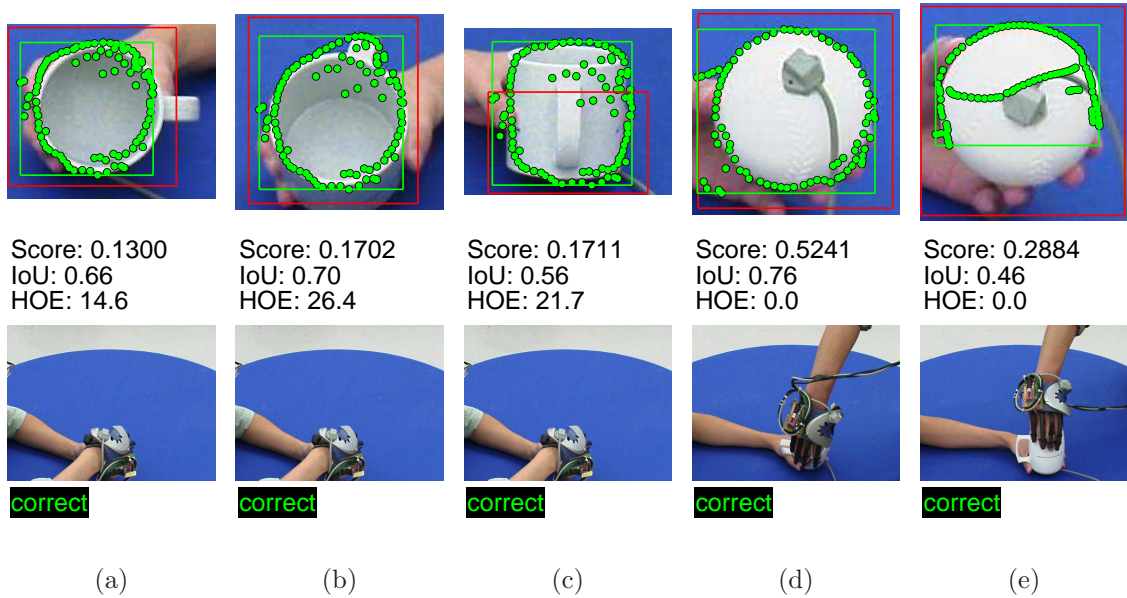 Score: 0.1300
IoU: 0.66
HOE: 14.6
Score: 0.1702
IoU: 0.70
HOE: 26.4
Score: 0.1711
IoU: 0.56
HOE: 21.7
Score: 0.5241
IoU: 0.76
HOE: 0.0
Score: 0.2884
IoU: 0.46
HOE: 0.0
correct
correct
correct
correct
correct
(a)
(b)
(c)
(d)
(e)